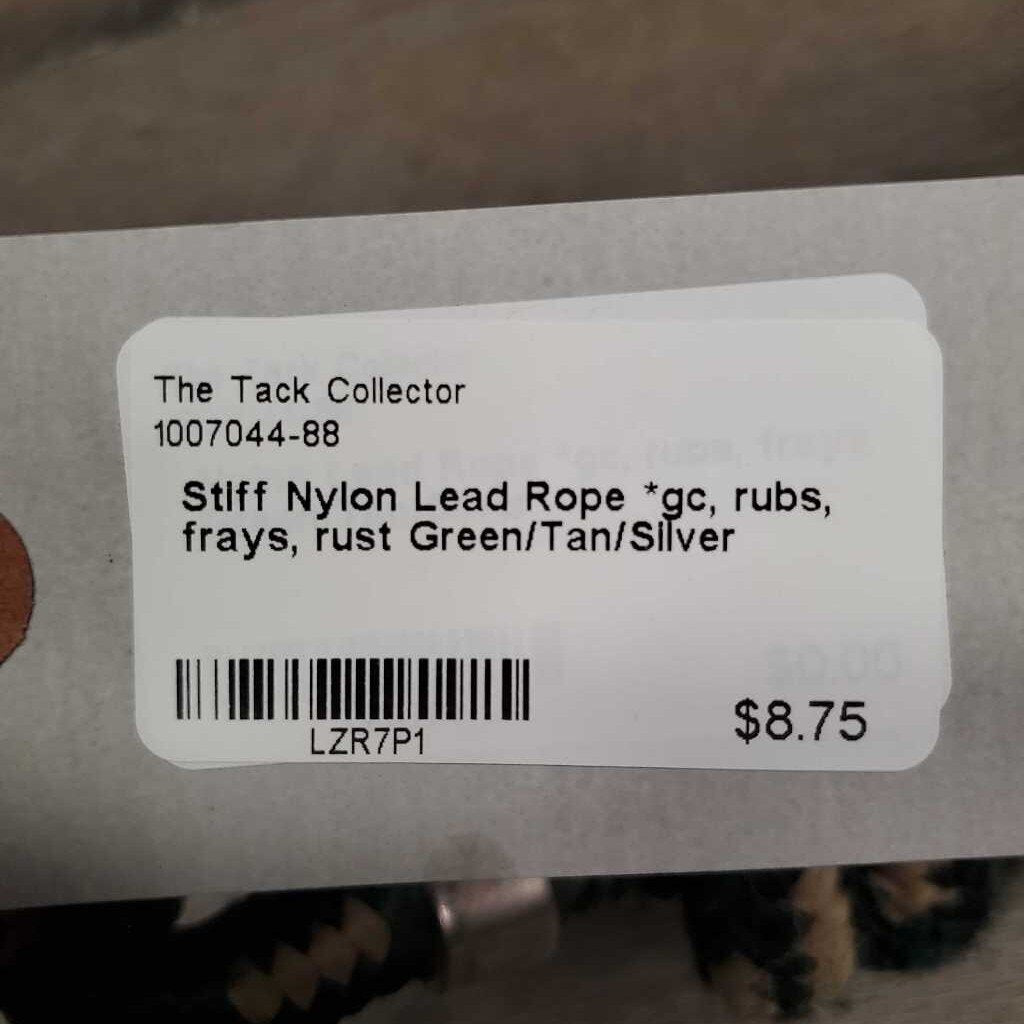 The Tack Collector
1007044-88
Stiff Nylon Lead Rope *gc, rubs,
frays, rust Green/Tan/Silver
LZR7P1
$8.75